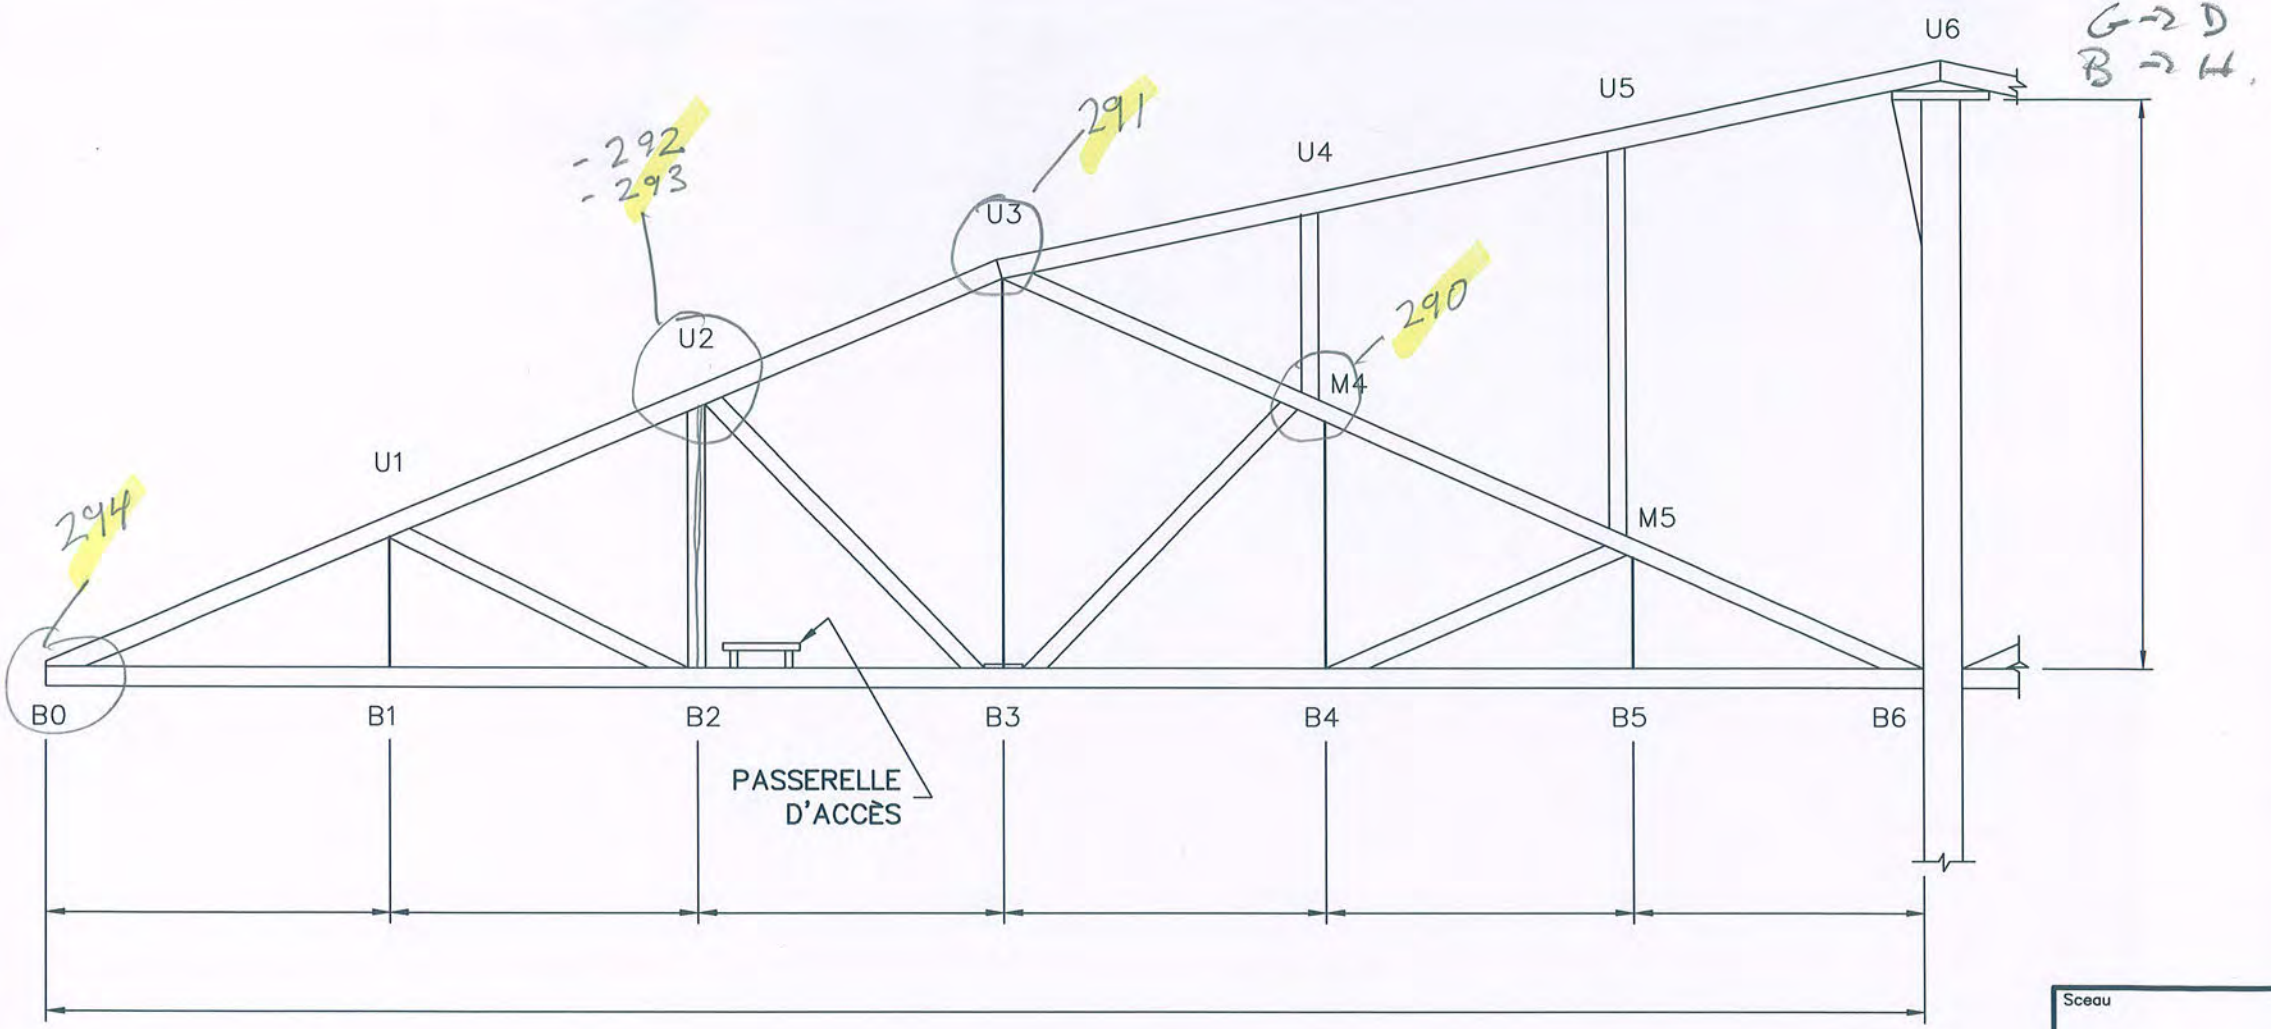 U6
G → D
B → H.
U5
291
- 292
- 293
U4
U3
290
U2
M4
U1
294
M5
B0
B1
B2
B3
B4
B5
B6
PASSERELLE
D'ACCÈS
Sceau